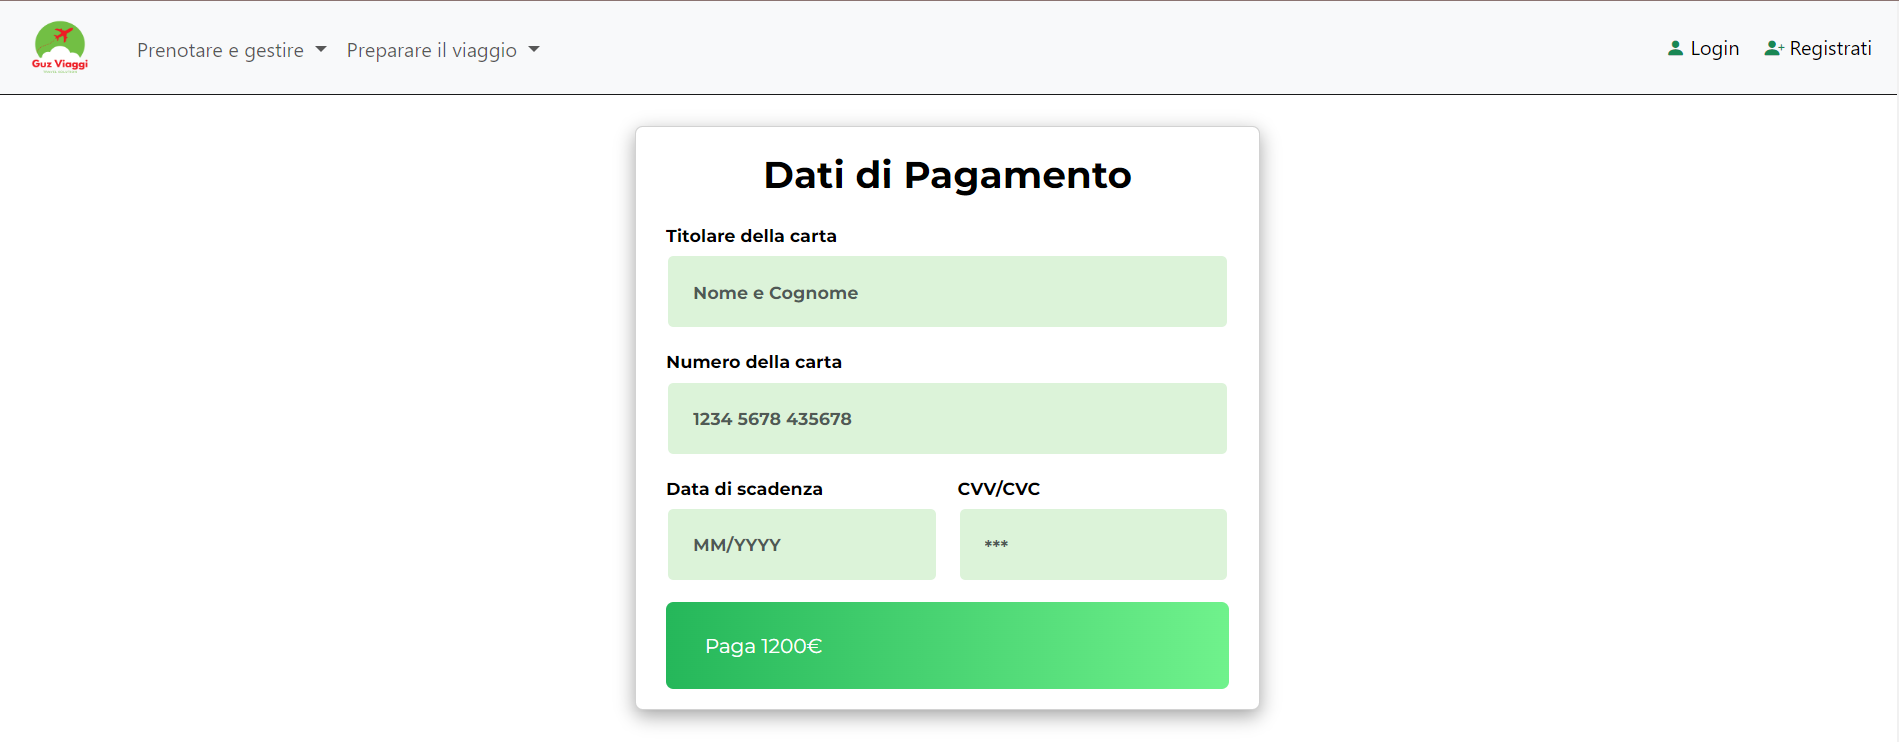 Guz Viaggi
Prenotare e gestire
Preparare il viaggio
Login
Registrati
Dati di Pagamento
Titolare della carta
Nome e Cognome
Numero della carta
1234 5678 435678
Data di scadenza
CVV/CVC
MM/YYYY
***
Paga 1200€